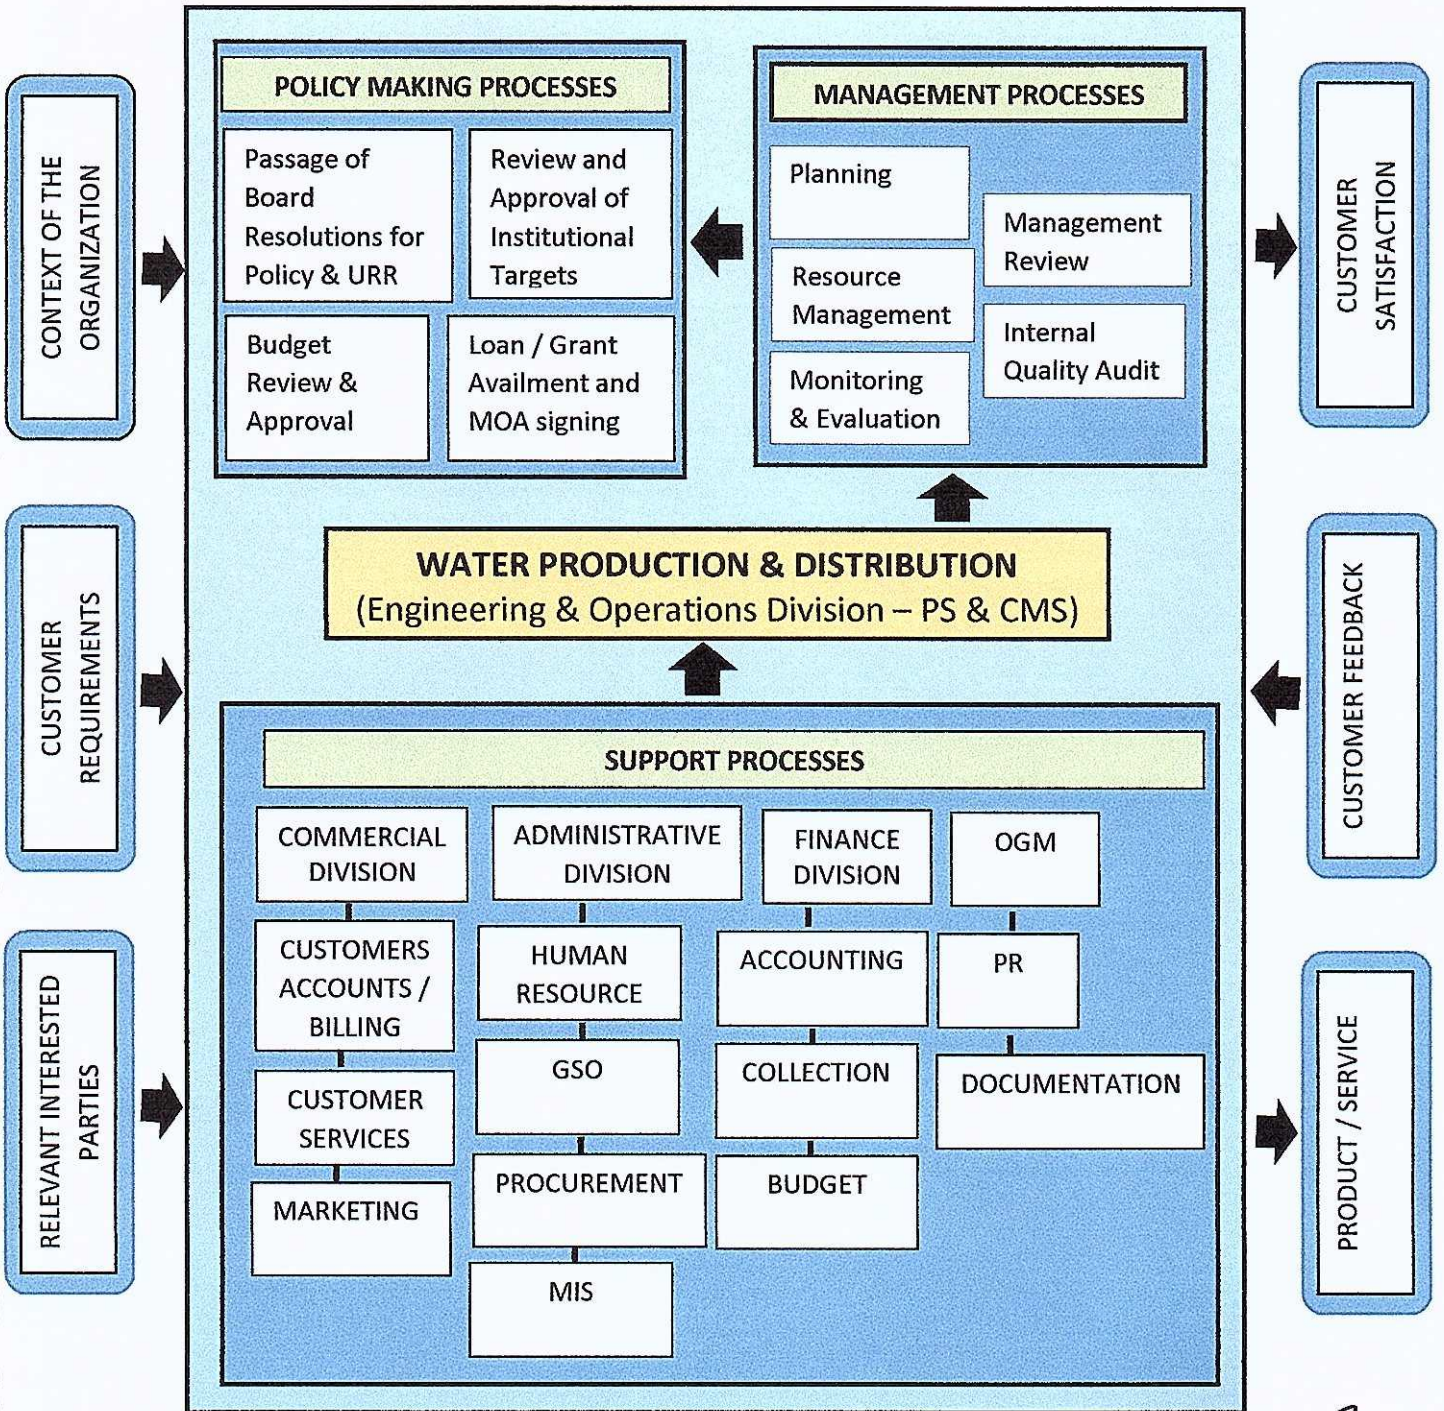 CONTEXT OF THE
ORGANIZATION
CUSTOMER
REQUIREMENTS
RELEVANT INTERESTED
PARTIES
POLICY MAKING PROCESSES
Passage of
Board
Resolutions for
Policy & URR
Review and
Approval of
Institutional
Targets
Budget
Review &
Approval
Loan / Grant
Availment and
MOA signing
MANAGEMENT PROCESSES
Planning
Resource
Management
Monitoring
& Evaluation
Management
Review
Internal
Quality Audit
WATER PRODUCTION & DISTRIBUTION
(Engineering & Operations Division – PS & CMS)
SUPPORT PROCESSES
COMMERCIAL
DIVISION
CUSTOMERS
ACCOUNTS /
BILLING
CUSTOMER
SERVICES
MARKETING
ADMINISTRATIVE
DIVISION
HUMAN
RESOURCE
GSO
PROCUREMENT
MIS
FINANCE
DIVISION
ACCOUNTING
COLLECTION
BUDGET
OGM
PR
DOCUMENTATION
CUSTOMER
SATISFACTION
CUSTOMER FEEDBACK
PRODUCT / SERVICE